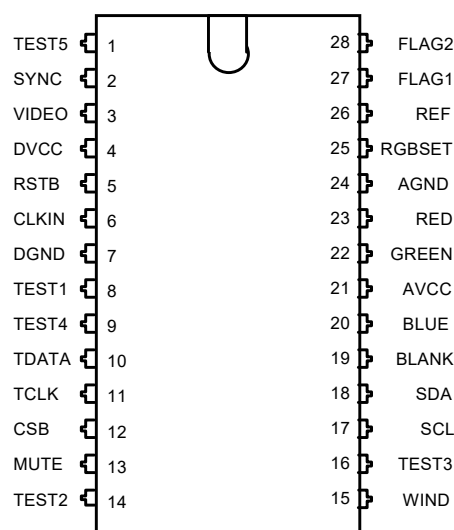 TEST5 1 28 FLAG2
SYNC 2 27 FLAG1
VIDEO 3 26 REF
DVCC 4 25 RGBSET
RSTB 5 24 AGND
CLKIN 6 23 RED
DGND 7 22 GREEN
TEST1 8 21 AVCC
TEST4 9 20 BLUE
TDATA 10 19 BLANK
TCLK 11 18 SDA
CSB 12 17 SCL
MUTE 13 16 TEST3
TEST2 14 15 WIND